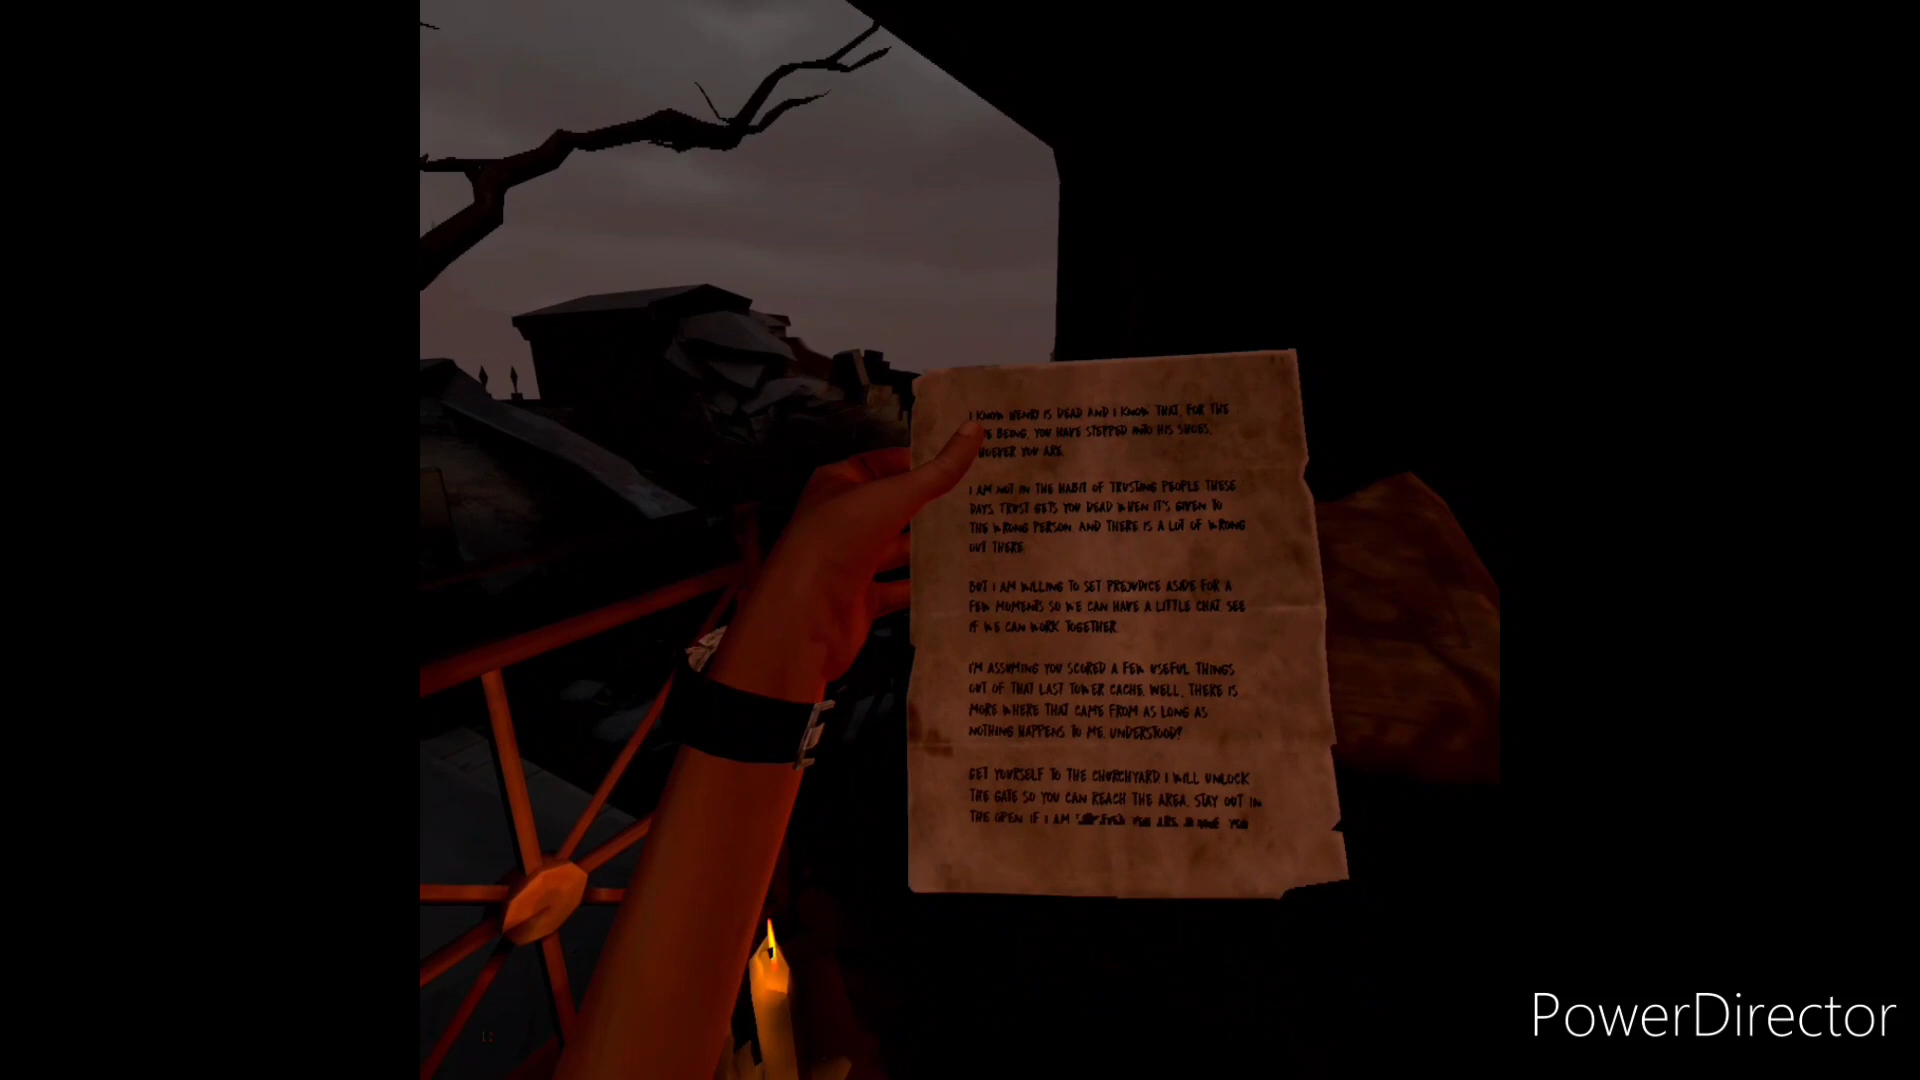 I KNOW HENRI IS DEAD AND I KNOW THAT, FOR THE
BEING, YOU HAVE STEPPED INTO HIS SHOES,
YOU ARE.
I AM NOT IN THE HABIT OF TRUSTING PEOPLE THESE
DAYS. TRUST GETS YOU DEAD WHEN IT'S GIVEN TO
THE WRONG PERSON. AND THERE IS A LOT OF WRONG
OUT THERE.
BUT I AM WILLING TO SET PREJUDICE ASIDE FOR A
FEW MOMENTS SO WE CAN HAVE A LITTLE CHAT. SEE
IF WE CAN WORK TOGETHER.
I'M ASSUMING YOU SCORED A FEW USEFUL THINGS
OUT OF THAT LAST TOWER CACHE. WELL, THERE IS
MORE WHERE THAT CAME FROM AS LONG AS
NOTHING HAPPENS TO ME. UNDERSTOOD?
GET YOURSELF TO THE CHURCHYARD. I WILL UNLOCK
THE GATE SO YOU CAN REACH THE AREA. STAY OUT IN
THE OPEN. IF I AM YOU ARE YOU
PowerDirector